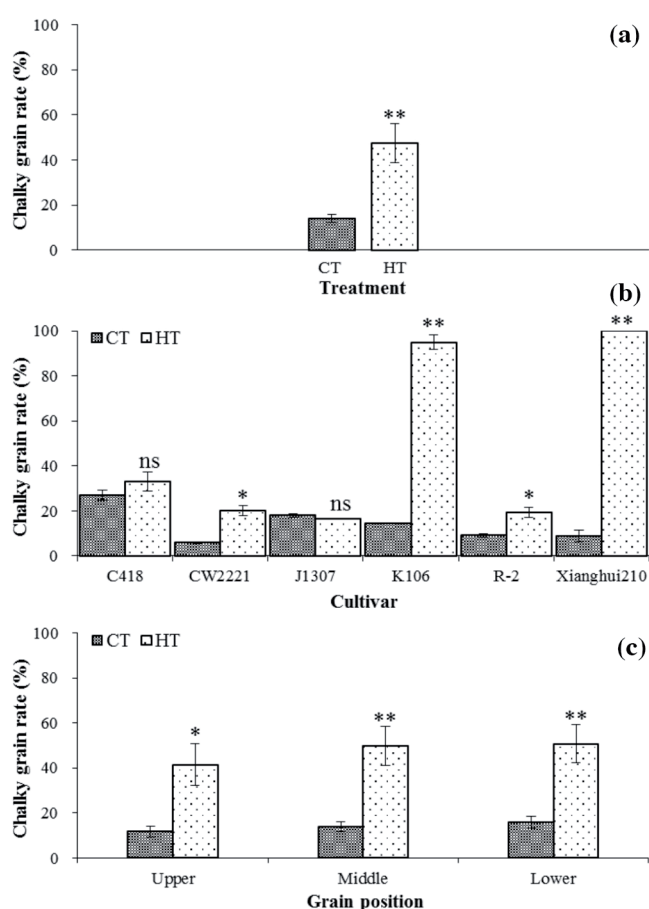 (a)
Chalky grain rate (%)
100
80
60
40
20
0
**
CT HT
Treatment
(b)
Chalky grain rate (%)
CT HT
100
80
60
40
20
0
ns * ns ** * **
C418 CW2221 J1307 K106 R-2 Xianghui210
Cultivar
(c)
Chalky grain rate (%)
CT HT
100
80
60
40
20
0
* ** **
Upper Middle Lower
Grain position